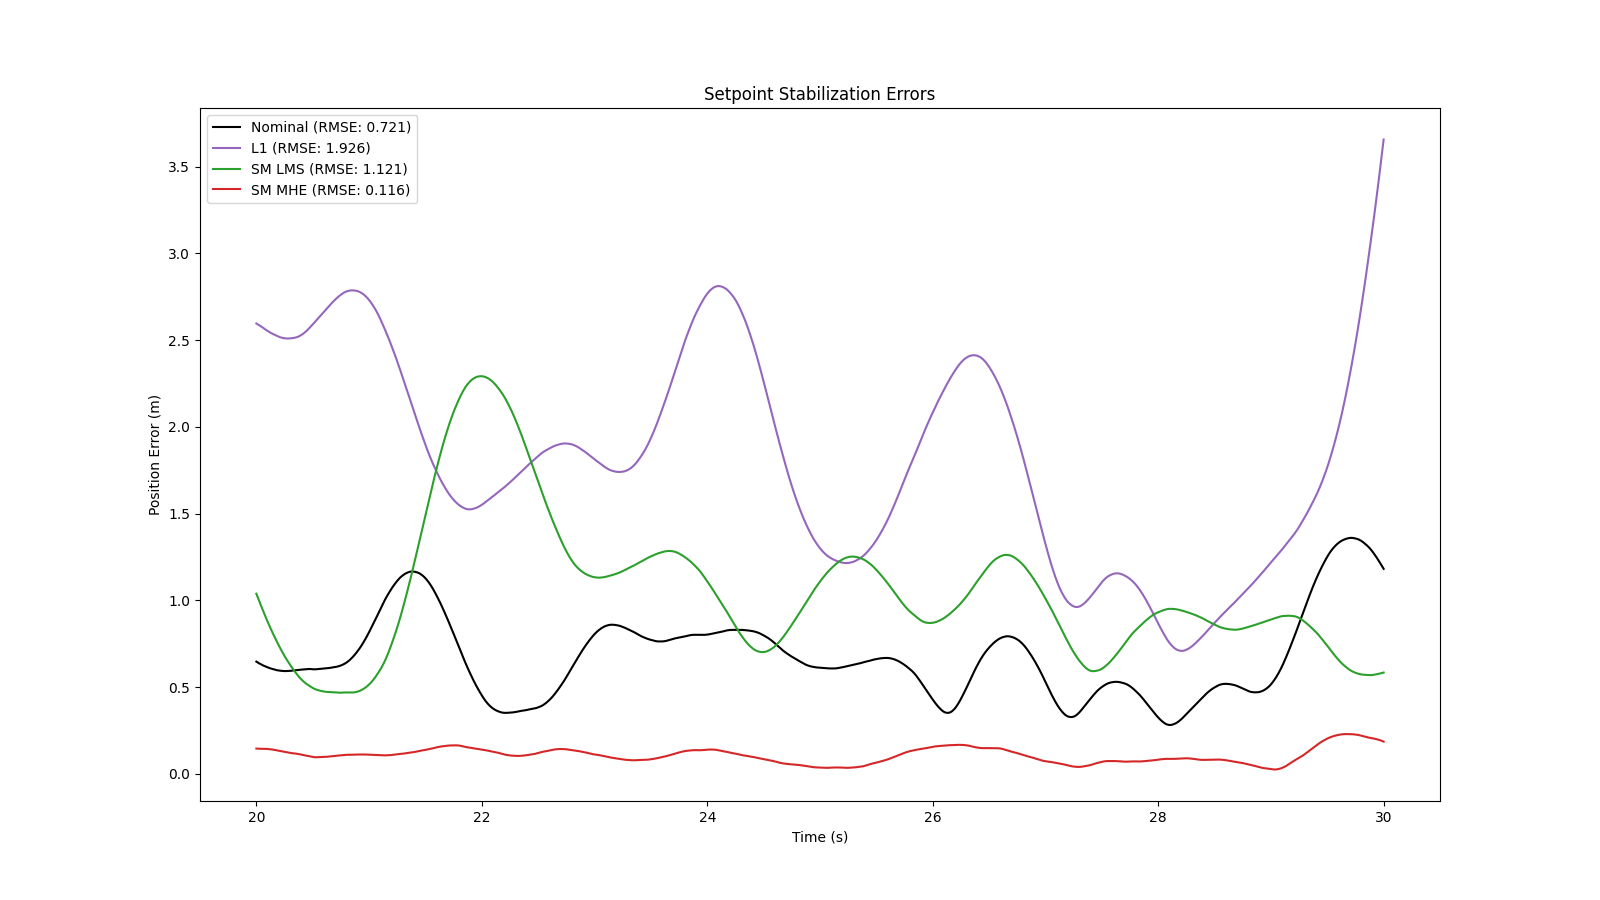 Setpoint Stabilization Errors
Nominal (RMSE: 0.721)
L1 (RMSE: 1.926)
SM LMS (RMSE: 1.121)
SM MHE (RMSE: 0.116)
Position Error (m)
3.5
3.0
2.5
2.0
1.5
1.0
0.5
0.0
20 22 24 26 28 30
Time (s)